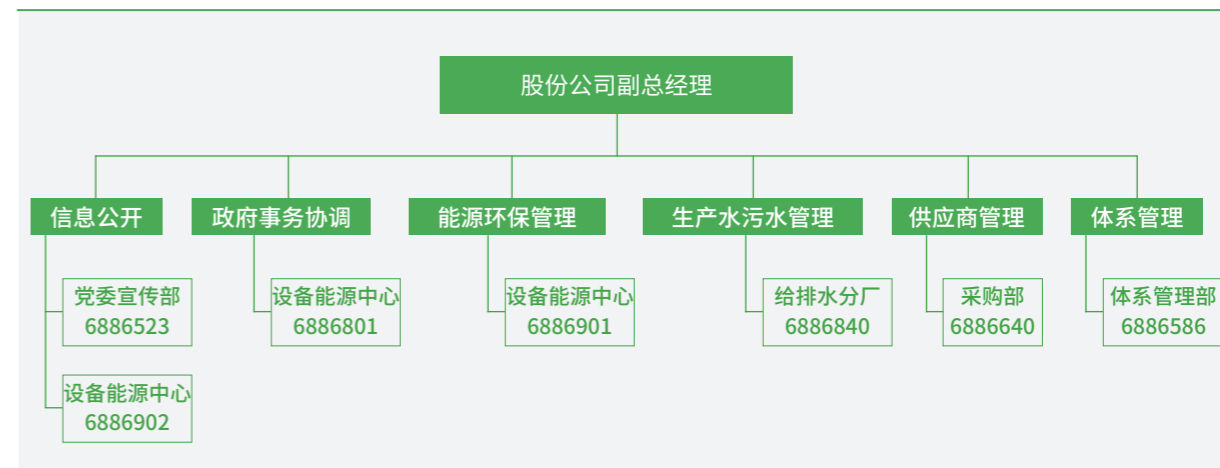 股份公司副总经理
信息公开
政府事务协调
能源环保管理
生产水污水管理
供应商管理
体系管理
党委宣传部
6886523
设备能源中心
6886801
设备能源中心
6886901
给排水分厂
6886840
采购部
6886640
体系管理部
6886586
设备能源中心
6886902